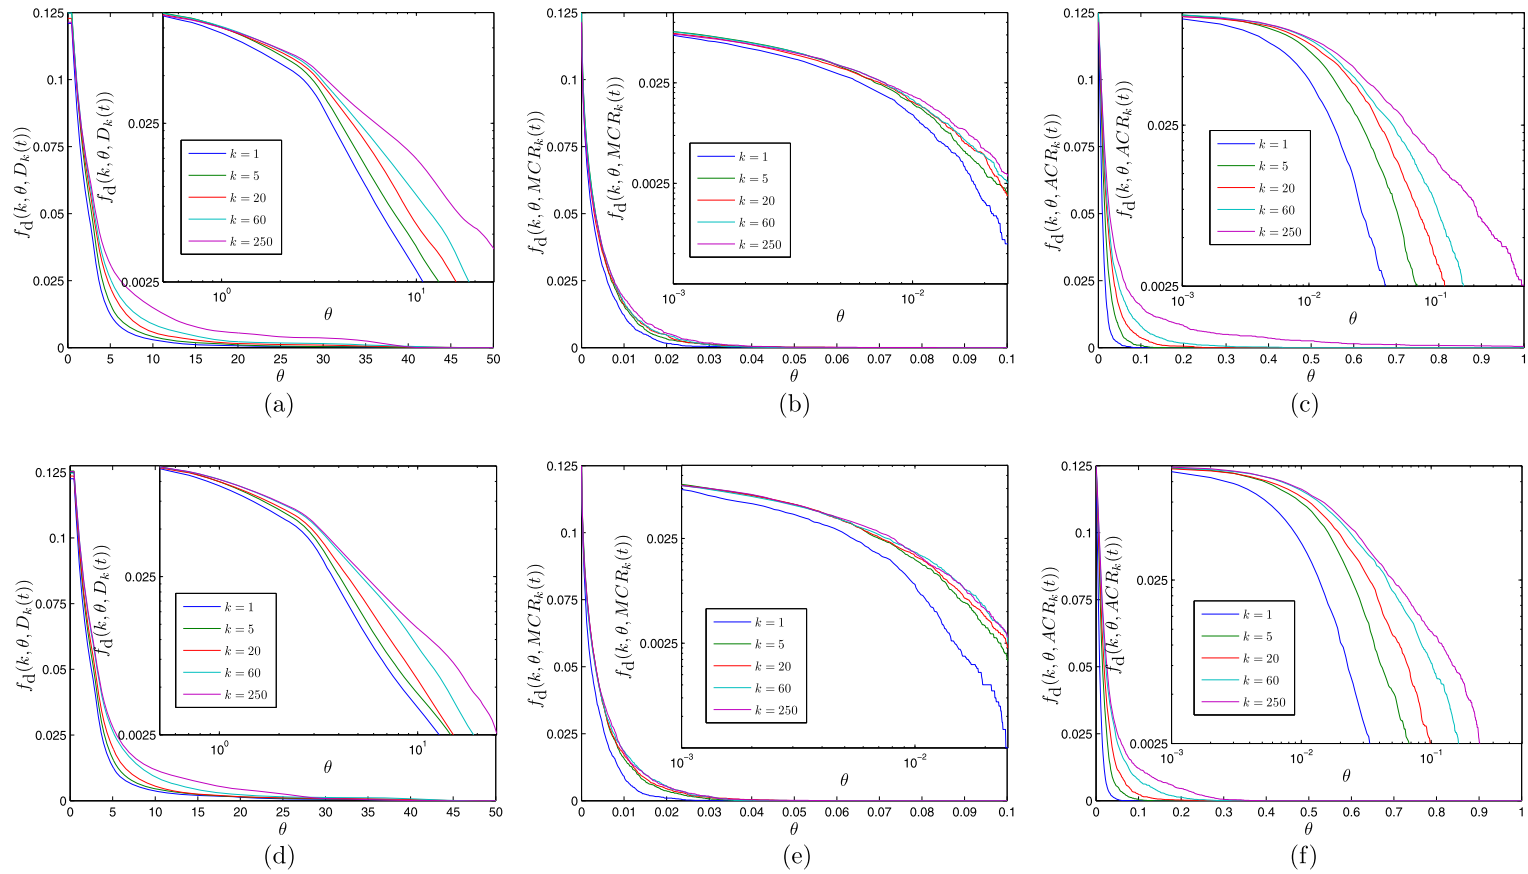 0.125
0.1
0.075
0.05
0.025
0
f_d(k, θ, D_k(t))
0 5 10 15 20 25 30 35 40 45 50
θ
0.025
0.0025
f_d(k, θ, D_k(t))
10^0 10^1
θ
k = 1
k = 5
k = 20
k = 60
k = 250
(a)
0.125
0.1
0.075
0.05
0.025
0
f_d(k, θ, MCR_k(t))
0 0.01 0.02 0.03 0.04 0.05 0.06 0.07 0.08 0.09 0.1
θ
0.025
0.0025
f_d(k, θ, MCR_k(t))
10^−3 10^−2
θ
k = 1
k = 5
k = 20
k = 60
k = 250
(b)
0.125
0.1
0.075
0.05
0.025
0
f_d(k, θ, ACR_k(t))
0 0.1 0.2 0.3 0.4 0.5 0.6 0.7 0.8 0.9 1
θ
0.025
0.0025
f_d(k, θ, ACR_k(t))
10^−3 10^−2 10^−1
θ
k = 1
k = 5
k = 20
k = 60
k = 250
(c)
0.125
0.1
0.075
0.05
0.025
0
f_d(k, θ, D_k(t))
0 5 10 15 20 25 30 35 40 45 50
θ
0.025
0.0025
f_d(k, θ, D_k(t))
10^0 10^1
θ
k = 1
k = 5
k = 20
k = 60
k = 250
(d)
0.125
0.1
0.075
0.05
0.025
0
f_d(k, θ, MCR_k(t))
0 0.01 0.02 0.03 0.04 0.05 0.06 0.07 0.08 0.09 0.1
θ
0.025
0.0025
f_d(k, θ, MCR_k(t))
10^−3 10^−2
θ
k = 1
k = 5
k = 20
k = 60
k = 250
(e)
0.125
0.1
0.075
0.05
0.025
0
f_d(k, θ, ACR_k(t))
0 0.1 0.2 0.3 0.4 0.5 0.6 0.7 0.8 0.9 1
θ
0.025
0.0025
f_d(k, θ, ACR_k(t))
10^−3 10^−2 10^−1
θ
k = 1
k = 5
k = 20
k = 60
k = 250
(f)